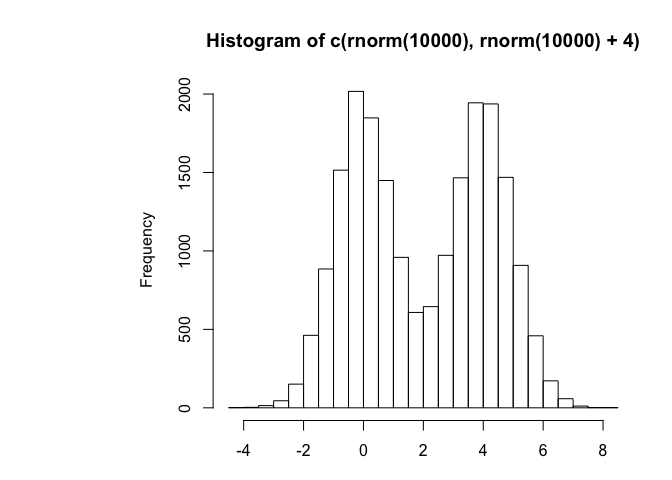 Histogram of c(rnorm(10000), rnorm(10000) + 4)
Frequency
2000
1500
1000
500
0
-4 -2 0 2 4 6 8